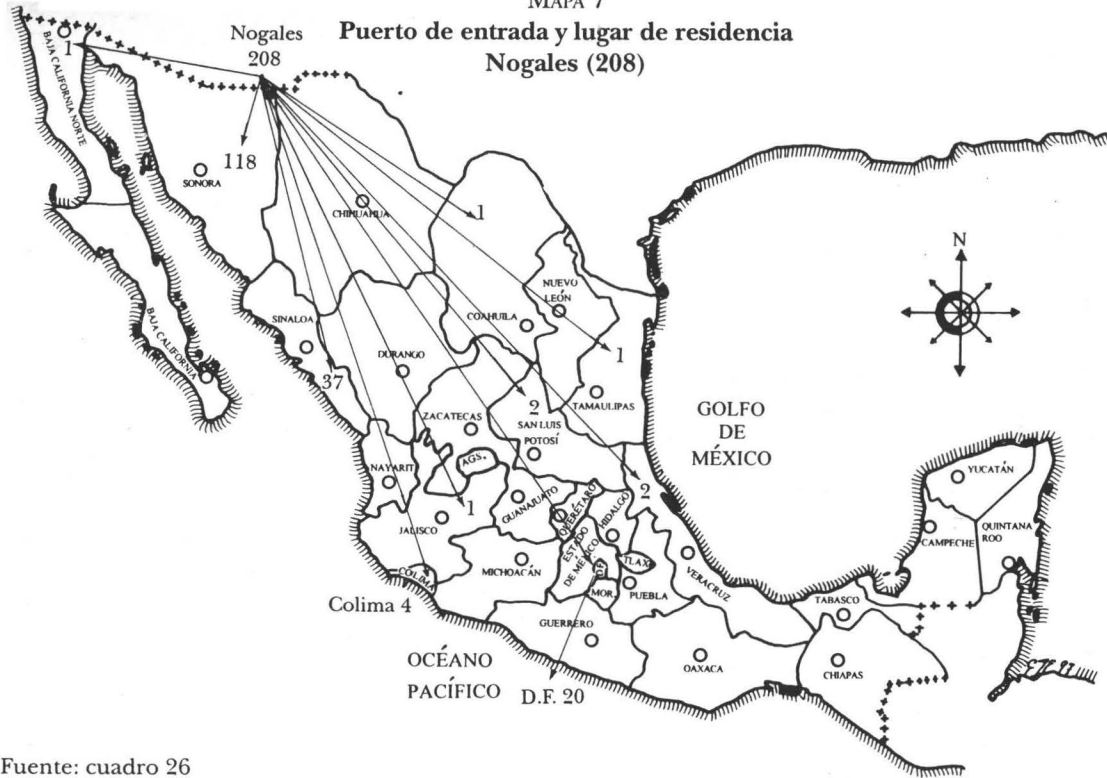 MAPA 7
Puerto de entrada y lugar de residencia
Nogales (208)
Nogales
208
1
BAJA CALIFORNIA NORTE
118
SONORA
CHIHUAHUA
1
NUEVO
LEÓN
COAHUILA
1
SINALOA
37
DURANGO
BAJA CALIFORNIA
ZACATECAS
2
SAN LUIS
POTOSÍ
TAMAULIPAS
N
GOLFO
DE
MÉXICO
NAYARIT
AGS.
1
JALISCO
GUANAJUATO
QUERÉTARO
HIDALGO
2
ESTADO
DE MÉXICO
D.F.
TLAX.
MOR.
PUEBLA
VERACRUZ
COLIMA
Colima 4
MICHOACÁN
GUERRERO
OAXACA
OCÉANO
PACÍFICO
D.F. 20
YUCATÁN
CAMPECHE
QUINTANA
ROO
TABASCO
CHIAPAS
Fuente: cuadro 26